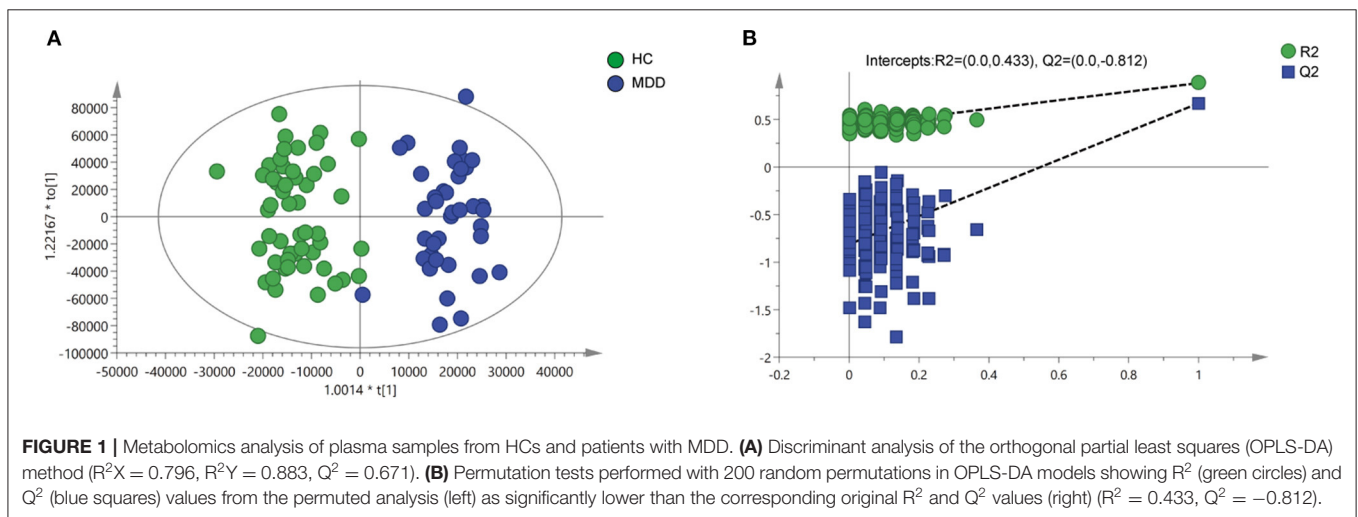 A
HC
MDD
80000
60000
40000
20000
0
-20000
-40000
-60000
-80000
-100000
1.22167 * to[1]
-50000 -40000 -30000 -20000 -10000 0 10000 20000 30000 40000
1.0014 * t[1]
B
R2
Q2
Intercepts:R2=(0.0,0.433), Q2=(0.0,-0.812)
0.5
0
-0.5
-1
-1.5
-2
-0.2 0 0.2 0.4 0.6 0.8 1
FIGURE 1 | Metabolomics analysis of plasma samples from HCs and patients with MDD. (A) Discriminant analysis of the orthogonal partial least squares (OPLS-DA)
method (R²X = 0.796, R²Y = 0.883, Q² = 0.671). (B) Permutation tests performed with 200 random permutations in OPLS-DA models showing R² (green circles) and
Q² (blue squares) values from the permuted analysis (left) as significantly lower than the corresponding original R² and Q² values (right) (R² = 0.433, Q² = −0.812).